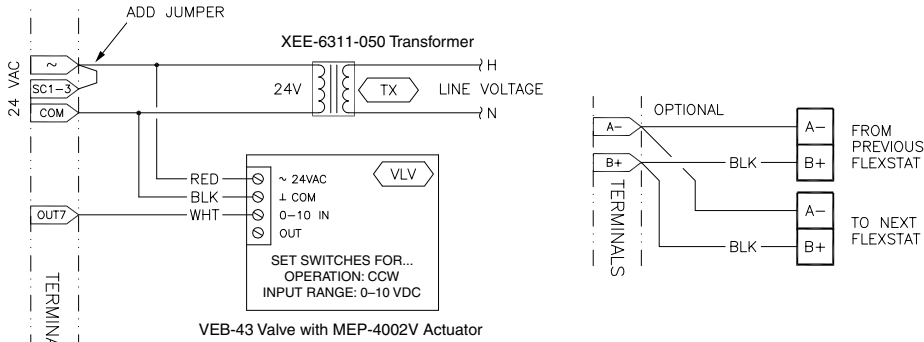 ADD JUMPER
XEE-6311-050 Transformer
24 VAC
~
SC1-3
COM
24V
TX
H
N
LINE VOLTAGE
RED
BLK
WHT
~ 24VAC
⊥ COM
0-10 IN
OUT
VLV
OUT7
SET SWITCHES FOR...
OPERATION: CCW
INPUT RANGE: 0–10 VDC
VEB-43 Valve with MEP-4002V Actuator
OPTIONAL
A-
B+
TERMINALS
BLK
A-
B+
FROM
PREVIOUS
FLEXSTAT
BLK
A-
B+
TO NEXT
FLEXSTAT